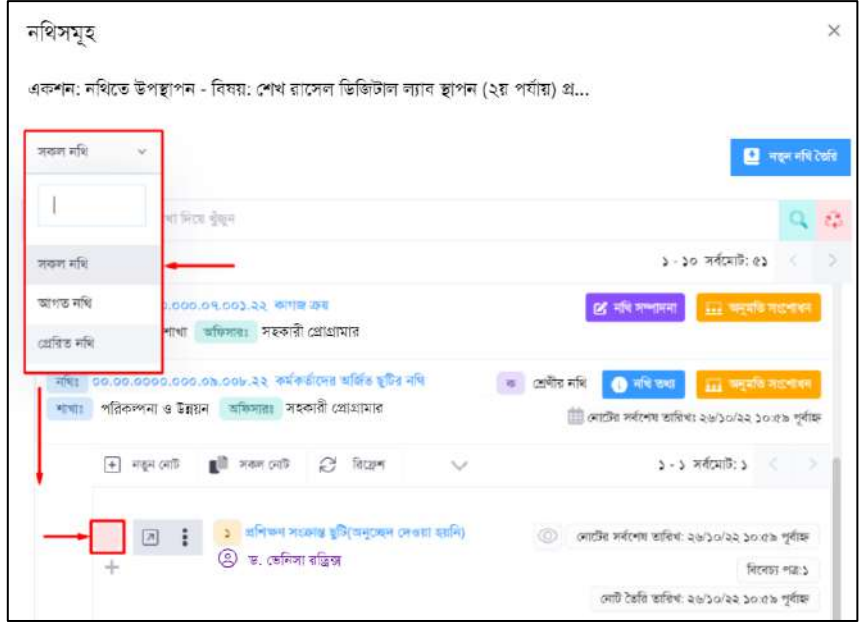 নথিসমূহ
একশন: নথিতে উপস্থাপন - বিষয়: শেখ রাসেল ডিজিটাল ল্যাব স্থাপন (২য় পর্যায়) প্র...
সকল নথি
নতুন নথি তৈরি
দিয়ে খুঁজুন
সকল নথি
১ - ১০ সর্বমোট: ৫১
আগত নথি
.০০০.০৭.০০১.২২ কাগজ ক্রয়
নথি সম্পাদনা
অনুমতি সংশোধন
প্রেরিত নথি
শাখা অফিসারঃ সহকারী প্রোগ্রামার
নথিঃ ০০.০০.০০০০.০০০.০৯.০০৮.২২ কর্মকর্তাদের অর্জিত ছুটির নথি
ক শ্রেণীর নথি
নথি তথ্য
অনুমতি সংশোধন
শাখাঃ পরিকল্পনা ও উন্নয়ন অফিসারঃ সহকারী প্রোগ্রামার
নোটের সর্বশেষ তারিখঃ ২৬/১০/২২ ১০:৫৯ পূর্বাহ্ন
নতুন নোট সকল নোট রিফ্রেশ
১ - ১ সর্বমোট: ১
১ প্রশিক্ষণ সংক্রান্ত ছুটি(অনুচ্ছেদ দেওয়া হয়নি)
নোটের সর্বশেষ তারিখ: ২৬/১০/২২ ১০:৫৯ পূর্বাহ্ন
ড. ভেনিসা রড্রিক্স
বিবেচ্য পত্র:১
নোট তৈরি তারিখ: ২৬/১০/২২ ১০:৫৯ পূর্বাহ্ন